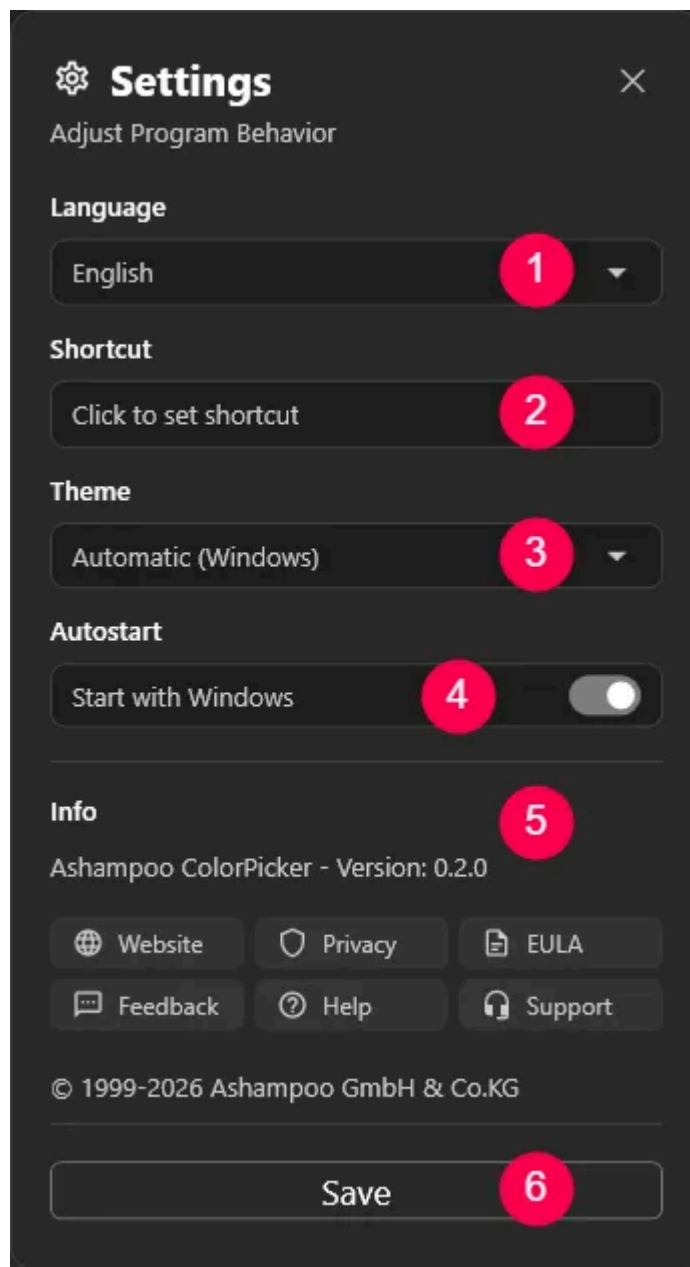 Settings
Adjust Program Behavior
Language
English 1
Shortcut
Click to set shortcut 2
Theme
Automatic (Windows) 3
Autostart
Start with Windows 4
Info 5
Ashampoo ColorPicker - Version: 0.2.0
Website Privacy EULA
Feedback Help Support
© 1999-2026 Ashampoo GmbH & Co.KG
Save 6